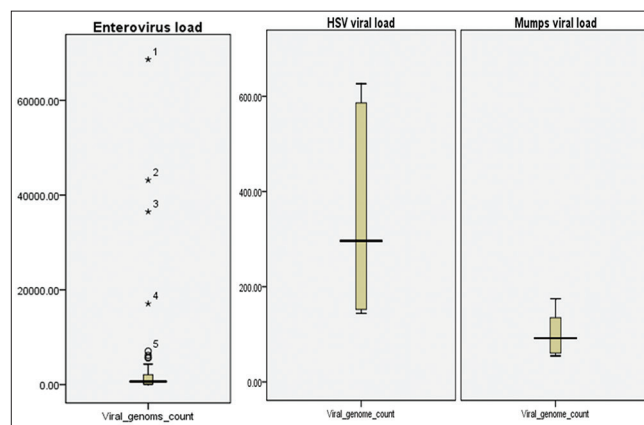 Enterovirus load
60000.00
40000.00
20000.00
0.00
1
2
3
4
5
Viral_genoms_count
HSV viral load
600.00
400.00
200.00
0.00
Viral_genome_count
Mumps viral load
Viral_genome_count